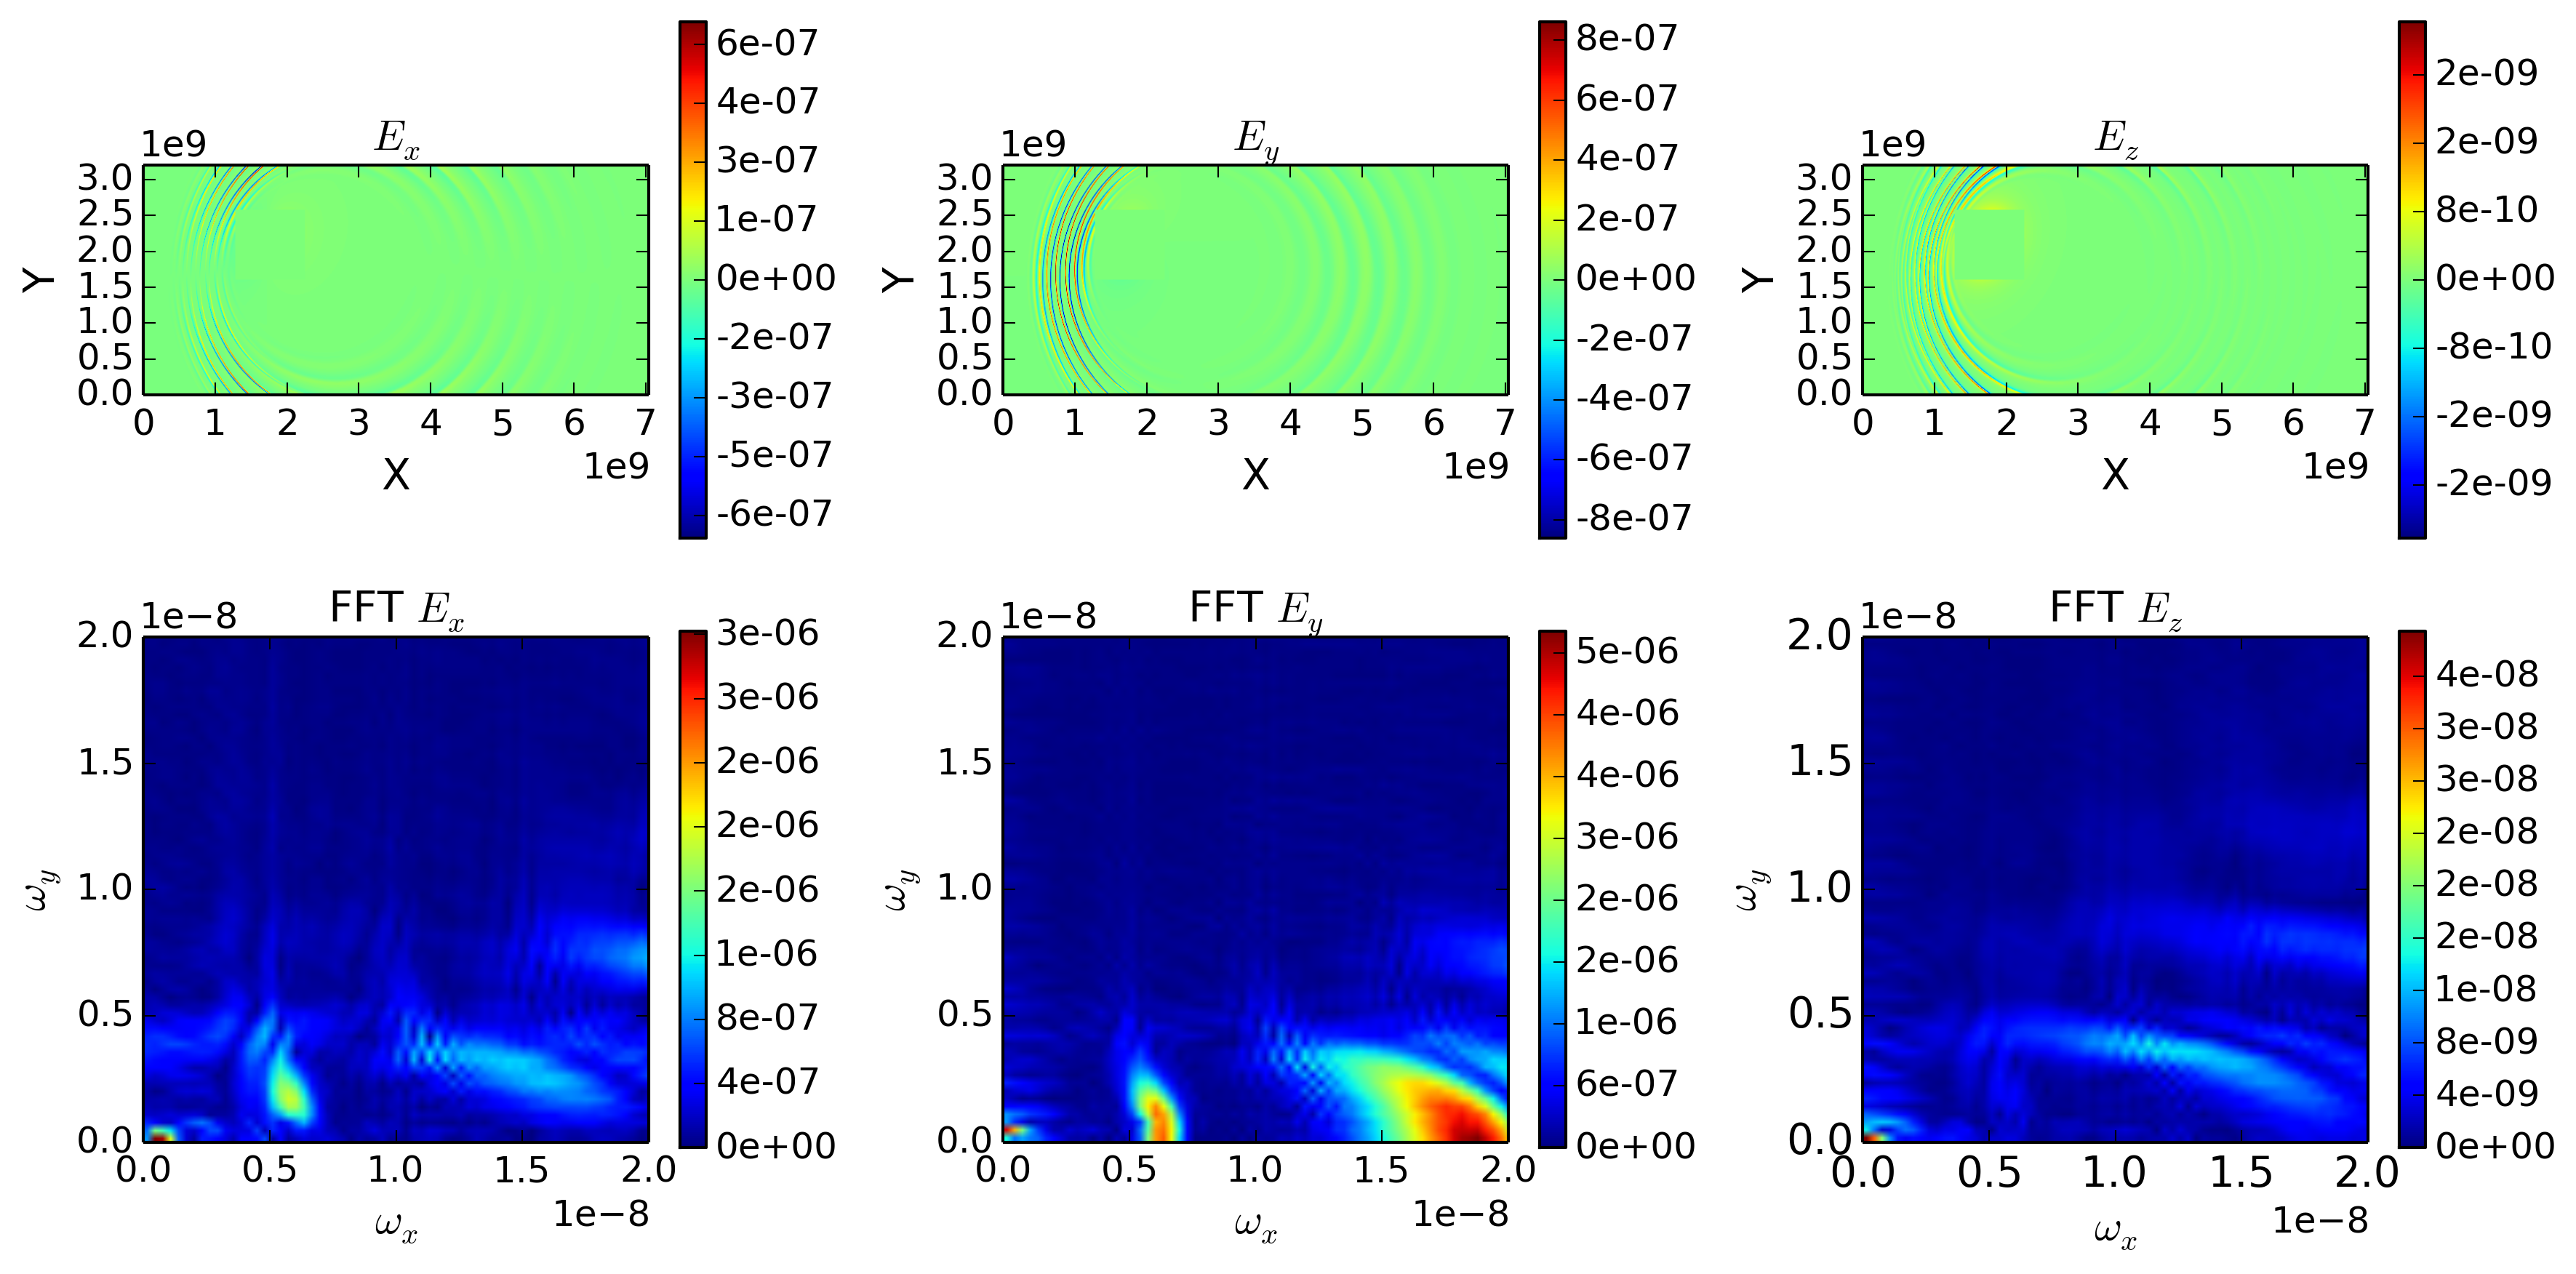 E_x
1e9
3.0
2.5
2.0
1.5
1.0
0.5
0.0
Y
0 1 2 3 4 5 6 7
X
1e9
6e-07
4e-07
3e-07
1e-07
0e+00
-2e-07
-3e-07
-5e-07
-6e-07
E_y
1e9
3.0
2.5
2.0
1.5
1.0
0.5
0.0
Y
0 1 2 3 4 5 6 7
X
1e9
8e-07
6e-07
4e-07
2e-07
0e+00
-2e-07
-4e-07
-6e-07
-8e-07
E_z
1e9
3.0
2.5
2.0
1.5
1.0
0.5
0.0
Y
0 1 2 3 4 5 6 7
X
1e9
2e-09
2e-09
8e-10
0e+00
-8e-10
-2e-09
-2e-09
FFT E_x
1e−8
2.0
1.5
1.0
0.5
0.0
ω_y
0.0 0.5 1.0 1.5 2.0
ω_x
1e−8
3e-06
3e-06
2e-06
2e-06
2e-06
1e-06
8e-07
4e-07
0e+00
FFT E_y
1e−8
2.0
1.5
1.0
0.5
0.0
ω_y
0.0 0.5 1.0 1.5 2.0
ω_x
1e−8
5e-06
4e-06
4e-06
3e-06
2e-06
2e-06
1e-06
6e-07
0e+00
FFT E_z
1e−8
2.0
1.5
1.0
0.5
0.0
ω_y
0.0 0.5 1.0 1.5 2.0
ω_x
1e−8
4e-08
3e-08
3e-08
2e-08
2e-08
2e-08
1e-08
8e-09
4e-09
0e+00